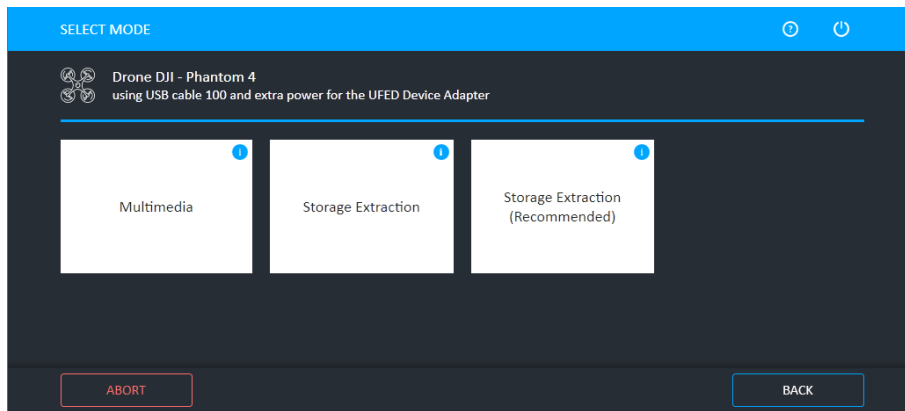 SELECT MODE
Drone DJI - Phantom 4
using USB cable 100 and extra power for the UFED Device Adapter
Multimedia
Storage Extraction
Storage Extraction
(Recommended)
ABORT
BACK